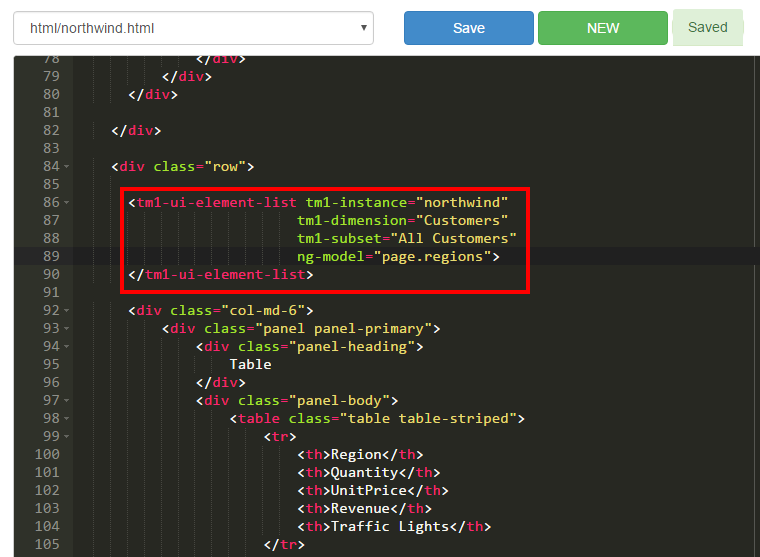 html/northwind.html
Save
NEW
Saved
78 </div>
79 </div>
80 </div>
81
82 </div>
83
84 <div class="row">
85
86 <tm1-ui-element-list tm1-instance="northwind"
87 tm1-dimension="Customers"
88 tm1-subset="All Customers"
89 ng-model="page.regions">
90 </tm1-ui-element-list>
91
92 <div class="col-md-6">
93 <div class="panel panel-primary">
94 <div class="panel-heading">
95 Table
96 </div>
97 <div class="panel-body">
98 <table class="table table-striped">
99 <tr>
100 <th>Region</th>
101 <th>Quantity</th>
102 <th>UnitPrice</th>
103 <th>Revenue</th>
104 <th>Traffic Lights</th>
105 </tr>